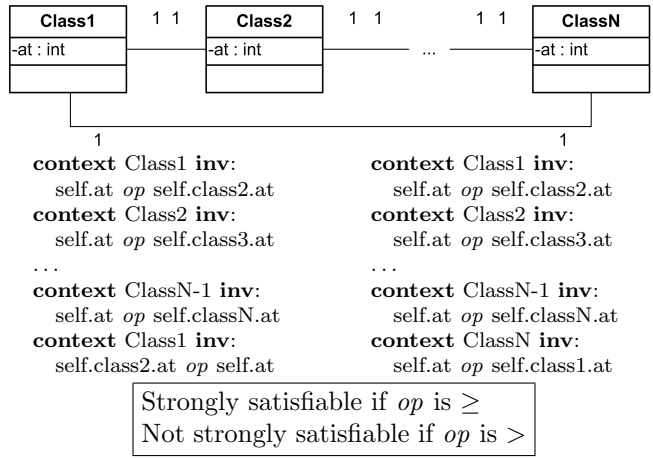 Class1 1 1 Class2 1 1 1 1 ClassN
-at : int -at : int ... -at : int
1 1
context Class1 inv:
self.at op self.class2.at
context Class2 inv:
self.at op self.class3.at
...
context ClassN-1 inv:
self.at op self.classN.at
context Class1 inv:
self.class2.at op self.at
context Class1 inv:
self.at op self.class2.at
context Class2 inv:
self.at op self.class3.at
...
context ClassN-1 inv:
self.at op self.classN.at
context ClassN inv:
self.at op self.class1.at
Strongly satisfiable if op is ≥
Not strongly satisfiable if op is >